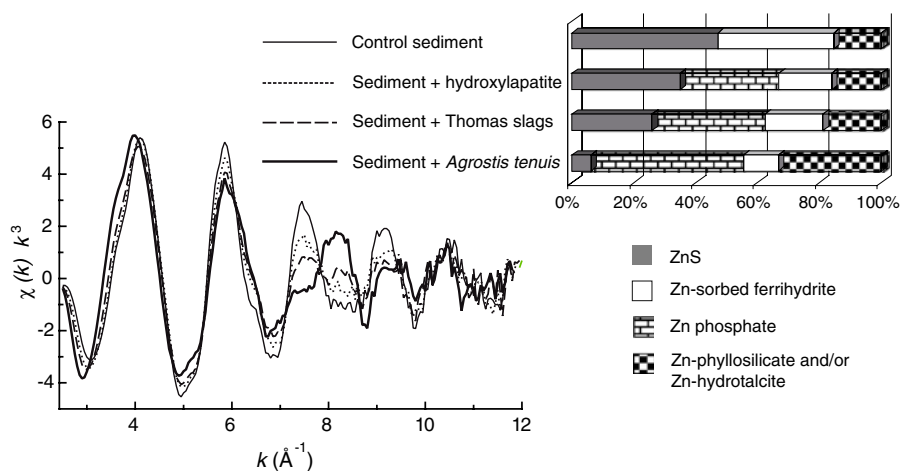 Control sediment
Sediment + hydroxylapatite
Sediment + Thomas slags
Sediment + Agrostis tenuis
0% 20% 40% 60% 80% 100%
ZnS
Zn-sorbed ferrihydrite
Zn phosphate
Zn-phyllosilicate and/or
Zn-hydrotalcite
6
4
2
0
-2
-4
χ (k) k³
4 6 8 10 12
k (Å⁻¹)